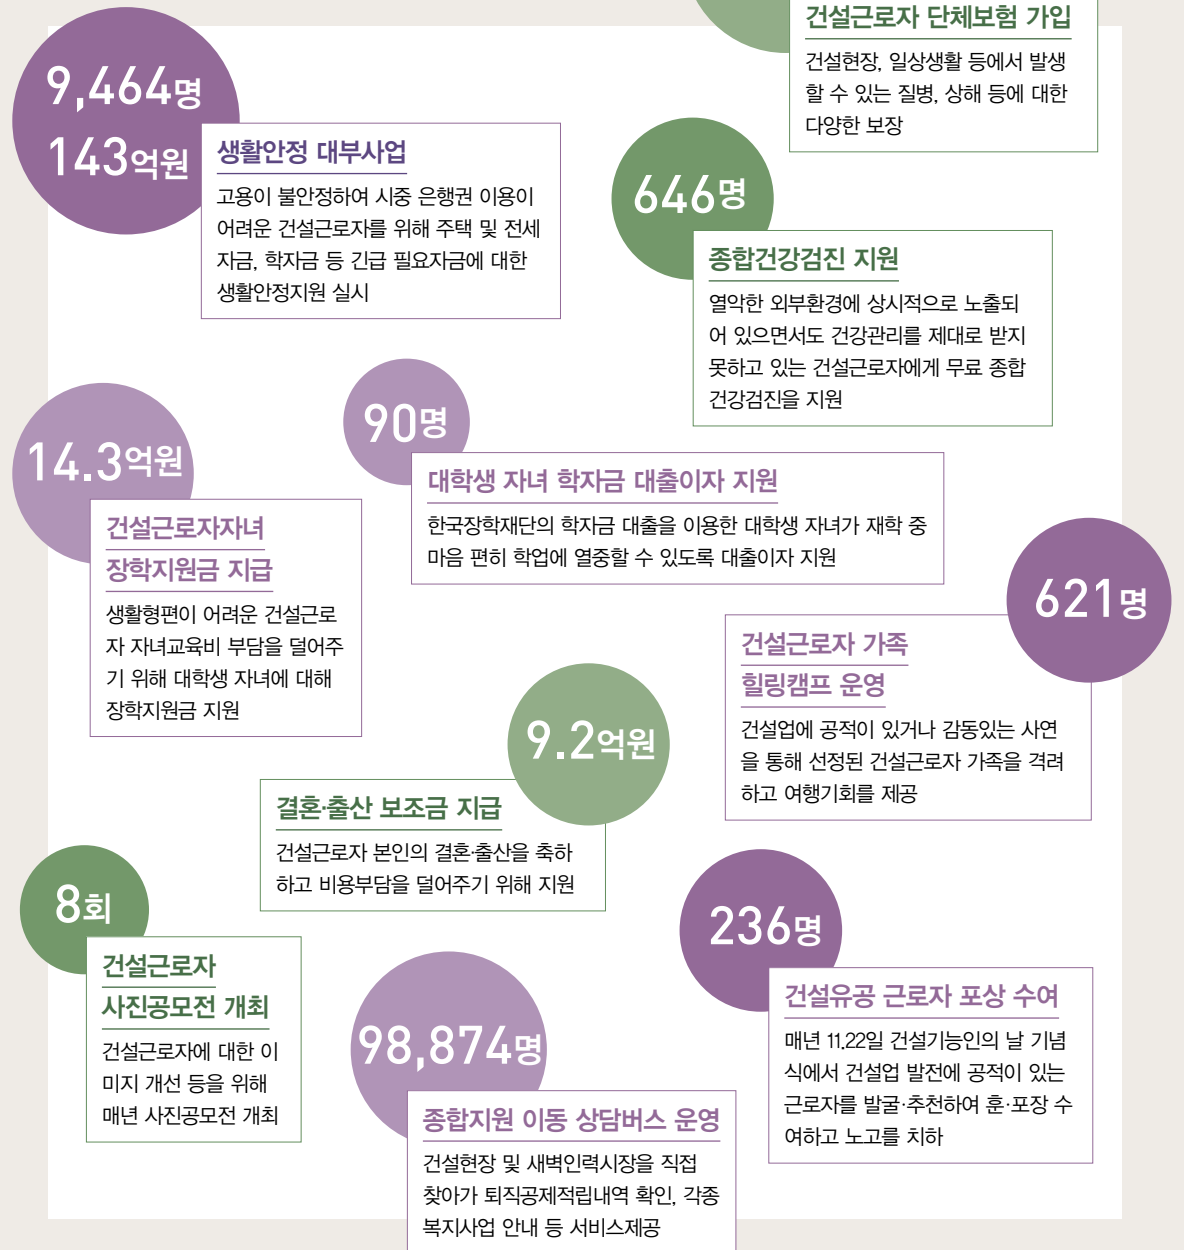 건설근로자 단체보험 가입
건설현장, 일상생활 등에서 발생
할 수 있는 질병, 상해 등에 대한
다양한 보장
9,464명
143억원
생활안정 대부사업
고용이 불안정하여 시중 은행권 이용이
어려운 건설근로자를 위해 주택 및 전세
자금, 학자금 등 긴급 필요자금에 대한
생활안정지원 실시
646명
종합건강검진 지원
열악한 외부환경에 상시적으로 노출되
어 있으면서도 건강관리를 제대로 받지
못하고 있는 건설근로자에게 무료 종합
건강검진을 지원
14.3억원
건설근로자자녀
장학지원금 지급
생활형편이 어려운 건설근로
자 자녀교육비 부담을 덜어주
기 위해 대학생 자녀에 대해
장학지원금 지원
90명
대학생 자녀 학자금 대출이자 지원
한국장학재단의 학자금 대출을 이용한 대학생 자녀가 재학 중
마음 편히 학업에 열중할 수 있도록 대출이자 지원
621명
건설근로자 가족
힐링캠프 운영
건설업에 공적이 있거나 감동있는 사연
을 통해 선정된 건설근로자 가족을 격려
하고 여행기회를 제공
9.2억원
결혼·출산 보조금 지급
건설근로자 본인의 결혼·출산을 축하
하고 비용부담을 덜어주기 위해 지원
8회
건설근로자
사진공모전 개최
건설근로자에 대한 이
미지 개선 등을 위해
매년 사진공모전 개최
98,874명
종합지원 이동 상담버스 운영
건설현장 및 새벽인력시장을 직접
찾아가 퇴직공제적립내역 확인, 각종
복지사업 안내 등 서비스제공
236명
건설유공 근로자 포상 수여
매년 11.22일 건설기능인의 날 기념
식에서 건설업 발전에 공적이 있는
근로자를 발굴·추천하여 훈·포장 수
여하고 노고를 치하